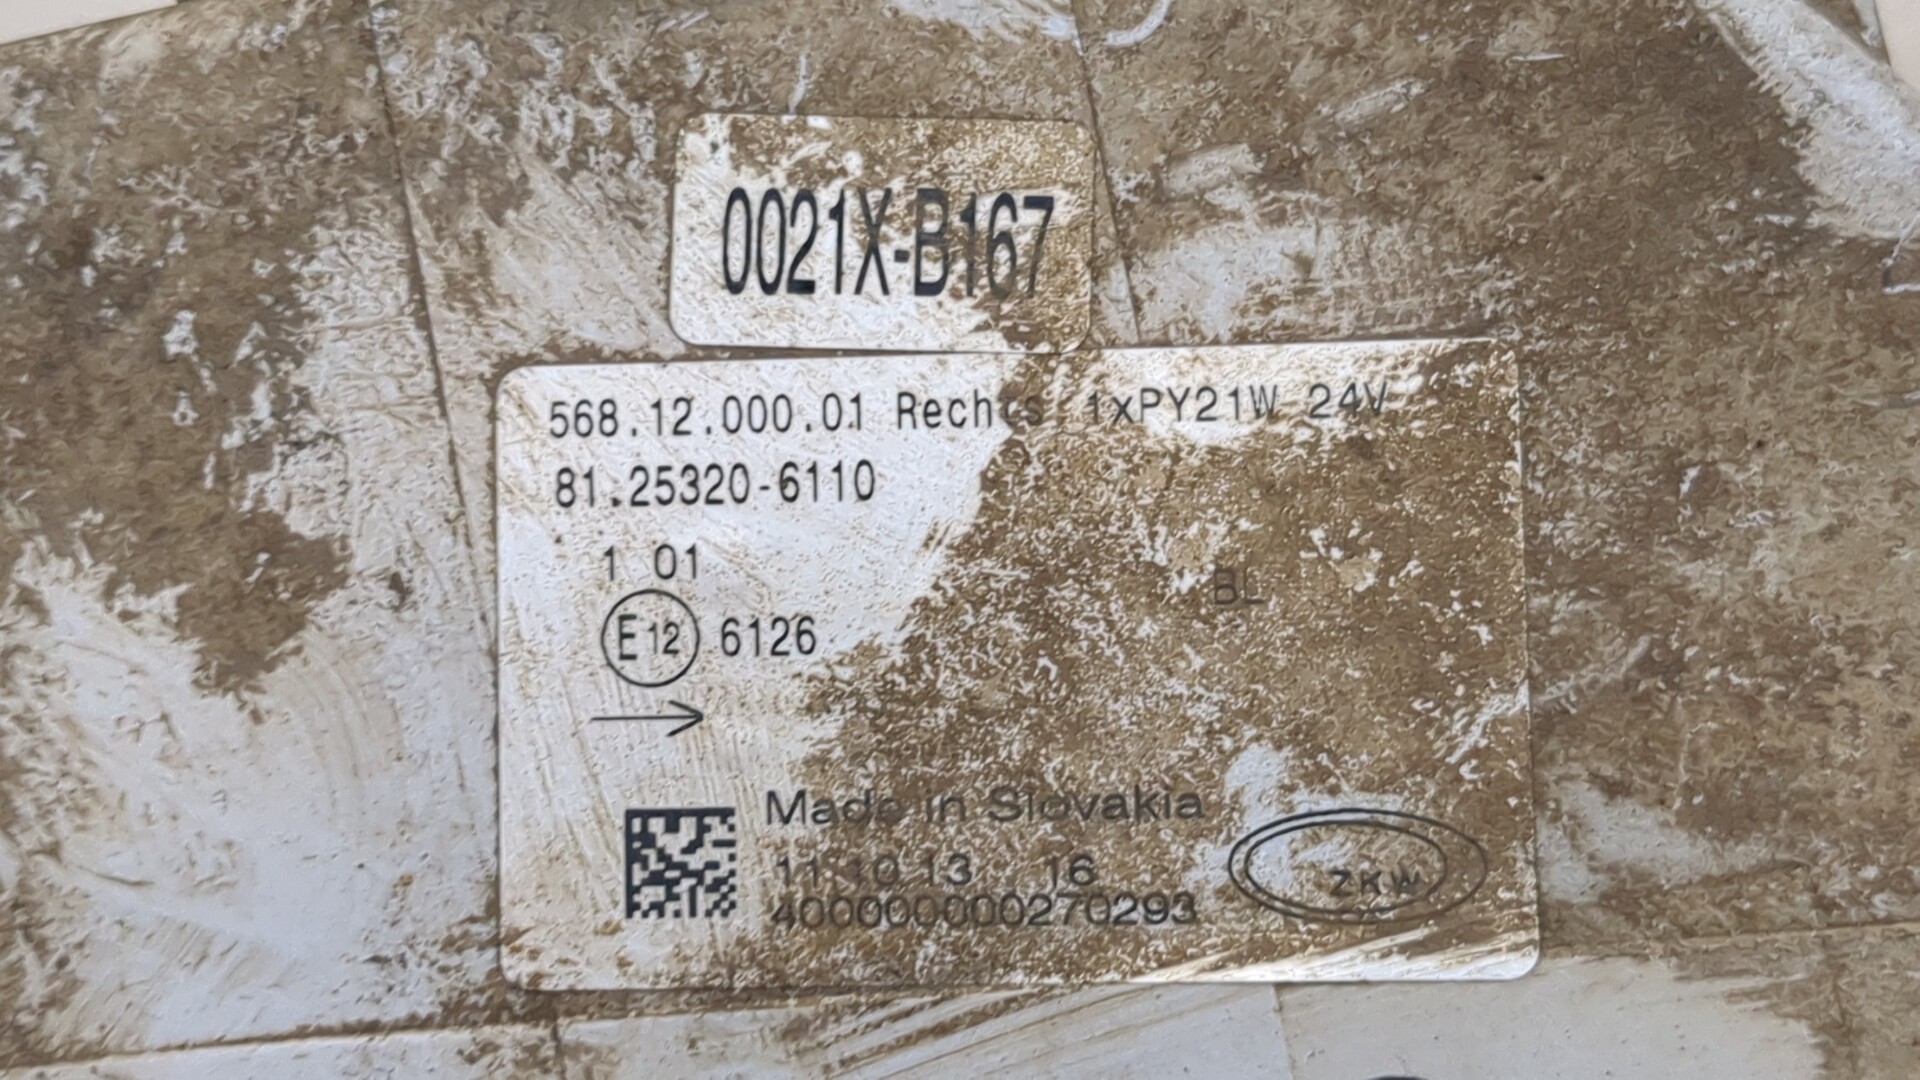 0021X-B167
568.12.000.01 Rechts 1xPY21W 24V
81.25320-6110
1 01
E12 6126
BL
Made in Slovakia
11.10.13 16
400000000270293
ZKW